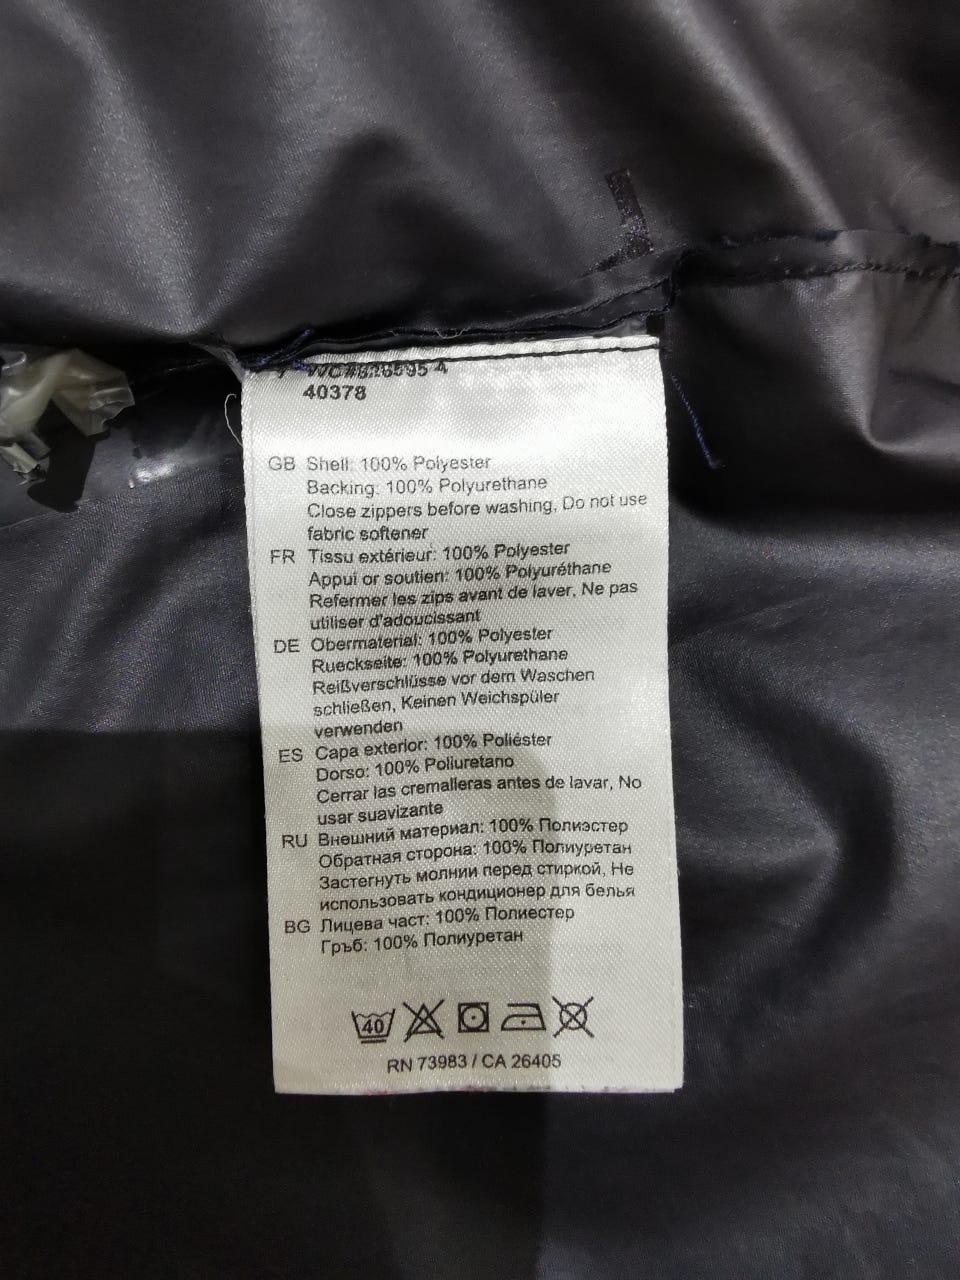 40378
GB Shell: 100% Polyester
Backing: 100% Polyurethane
Close zippers before washing, Do not use
fabric softener
FR Tissu extérieur: 100% Polyester
Appui or soutien: 100% Polyuréthane
Refermer les zips avant de laver, Ne pas
utiliser d'adoucissant
DE Obermaterial: 100% Polyester
Rueckseite: 100% Polyurethane
Reißverschlüsse vor dem Waschen
schließen, Keinen Weichspüler
verwenden
ES Capa exterior: 100% Poliéster
Dorso: 100% Poliuretano
Cerrar las cremalleras antes de lavar, No
usar suavizante
RU Внешний материал: 100% Полиэстер
Обратная сторона: 100% Полиуретан
Застегнуть молнии перед стиркой, Не
использовать кондиционер для белья
BG Лицева част: 100% Полиестер
Гръб: 100% Полиуретан
40
RN 73983 / CA 26405